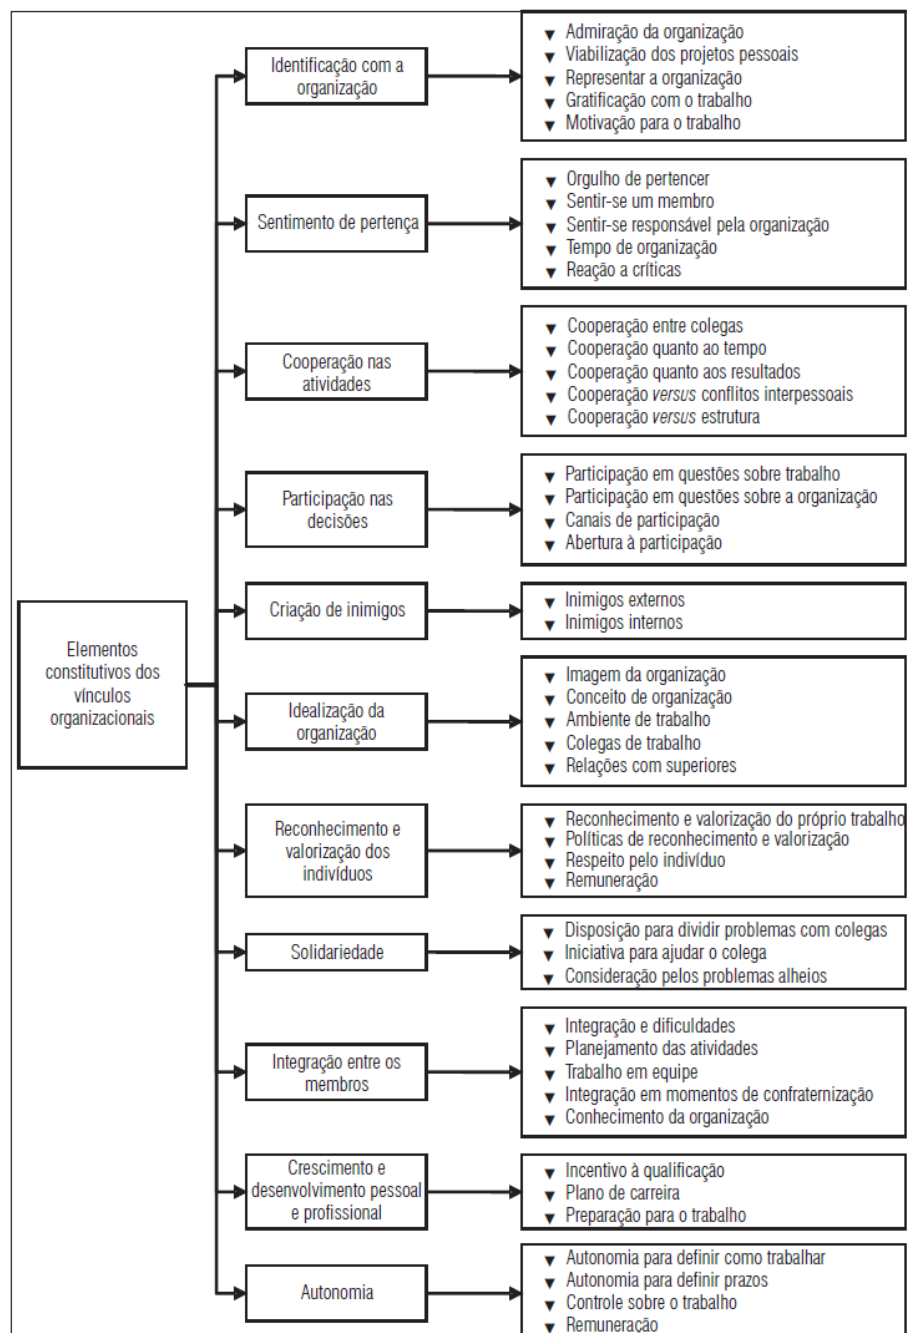 Elementos
constitutivos dos
vínculos
organizacionais
Identificação com a
organização
▼ Admiração da organização
▼ Viabilização dos projetos pessoais
▼ Representar a organização
▼ Gratificação com o trabalho
▼ Motivação para o trabalho
Sentimento de pertença
▼ Orgulho de pertencer
▼ Sentir-se um membro
▼ Sentir-se responsável pela organização
▼ Tempo de organização
▼ Reação a críticas
Cooperação nas
atividades
▼ Cooperação entre colegas
▼ Cooperação quanto ao tempo
▼ Cooperação quanto aos resultados
▼ Cooperação versus conflitos interpessoais
▼ Cooperação versus estrutura
Participação nas
decisões
▼ Participação em questões sobre trabalho
▼ Participação em questões sobre a organização
▼ Canais de participação
▼ Abertura à participação
Criação de inimigos
▼ Inimigos externos
▼ Inimigos internos
Idealização da
organização
▼ Imagem da organização
▼ Conceito de organização
▼ Ambiente de trabalho
▼ Colegas de trabalho
▼ Relações com superiores
Reconhecimento e
valorização dos
indivíduos
▼ Reconhecimento e valorização do próprio trabalho
▼ Políticas de reconhecimento e valorização
▼ Respeito pelo indivíduo
▼ Remuneração
Solidariedade
▼ Disposição para dividir problemas com colegas
▼ Iniciativa para ajudar o colega
▼ Consideração pelos problemas alheios
Integração entre os
membros
▼ Integração e dificuldades
▼ Planejamento das atividades
▼ Trabalho em equipe
▼ Integração em momentos de confraternização
▼ Conhecimento da organização
Crescimento e
desenvolvimento pessoal
e profissional
▼ Incentivo à qualificação
▼ Plano de carreira
▼ Preparação para o trabalho
Autonomia
▼ Autonomia para definir como trabalhar
▼ Autonomia para definir prazos
▼ Controle sobre o trabalho
▼ Remuneração